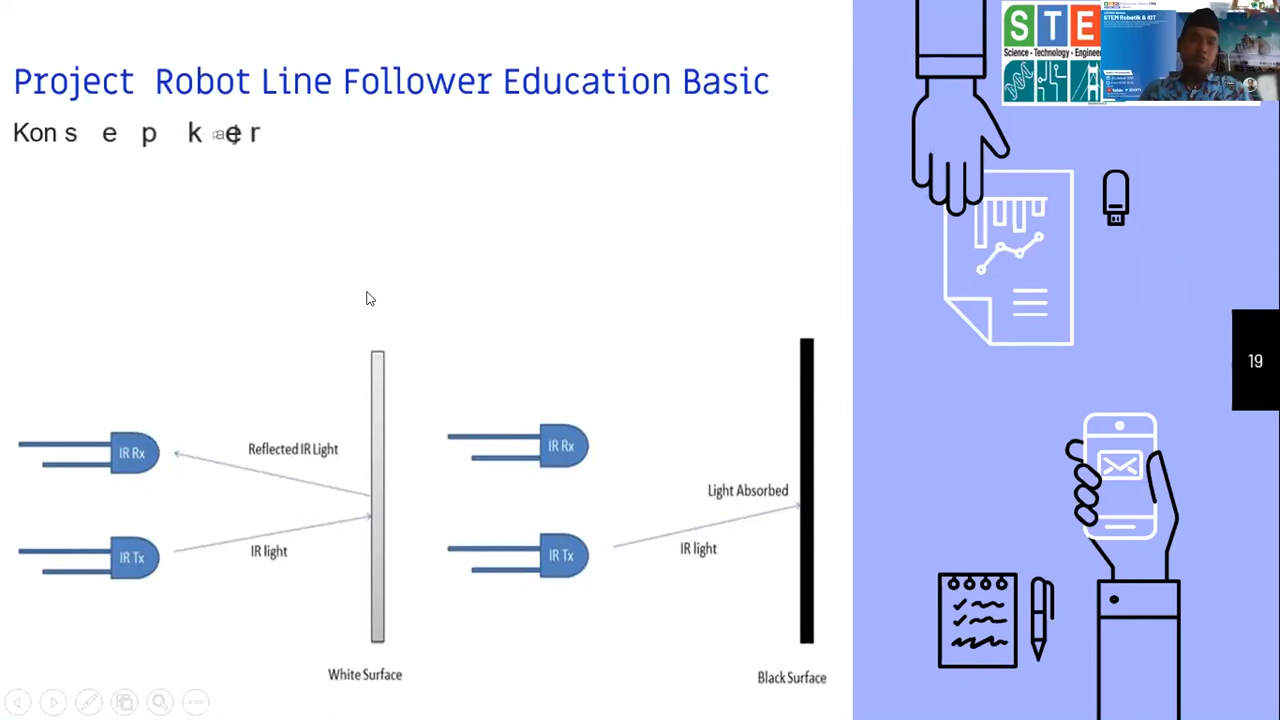 Project Robot Line Follower Education Basic
STE
Science - Technology - Enginee
STEM Robotik & IOT
19
Reflected IR Light
IR Rx
IR light
IR Tx
White Surface
IR Rx
Light Absorbed
IR light
IR Tx
Black Surface